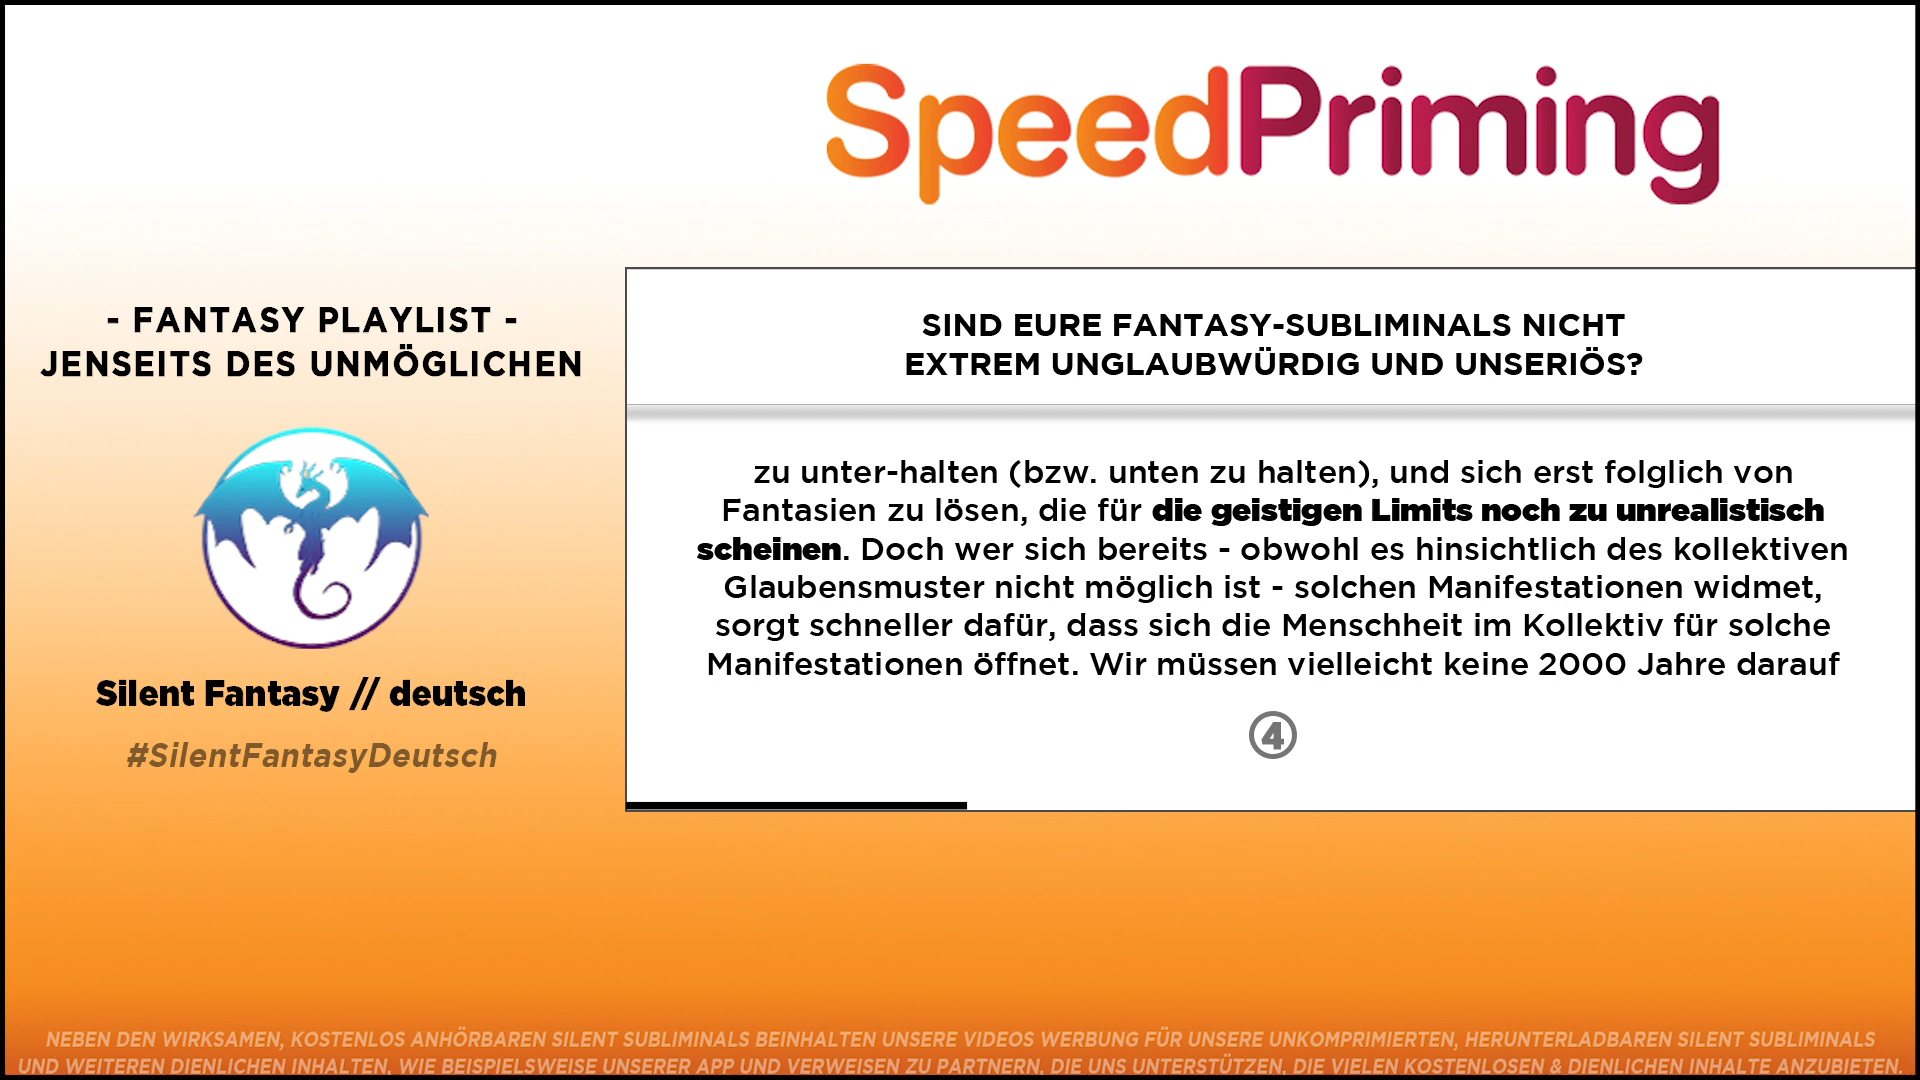 SpeedPriming
- FANTASY PLAYLIST -
JENSEITS DES UNMÖGLICHEN
Silent Fantasy // deutsch
#SilentFantasyDeutsch
SIND EURE FANTASY-SUBLIMINALS NICHT
EXTREM UNGLAUBWÜRDIG UND UNSERIÖS?
zu unter-halten (bzw. unten zu halten), und sich erst folglich von
Fantasien zu lösen, die für die geistigen Limits noch zu unrealistisch
scheinen. Doch wer sich bereits - obwohl es hinsichtlich des kollektiven
Glaubensmuster nicht möglich ist - solchen Manifestationen widmet,
sorgt schneller dafür, dass sich die Menschheit im Kollektiv für solche
Manifestationen öffnet. Wir müssen vielleicht keine 2000 Jahre darauf
4
NEBEN DEN WIRKSAMEN, KOSTENLOS ANHÖRBAREN SILENT SUBLIMINALS BEINHALTEN UNSERE VIDEOS WERBUNG FÜR UNSERE UNKOMPRIMIERTEN, HERUNTERLADBAREN SILENT SUBLIMINALS
UND WEITEREN DIENLICHEN INHALTEN, WIE BEISPIELSWEISE UNSERER APP UND VERWEISEN ZU PARTNERN, DIE UNS UNTERSTÜTZEN, DIE VIELEN KOSTENLOSEN & DIENLICHEN INHALTE ANZUBIETEN.